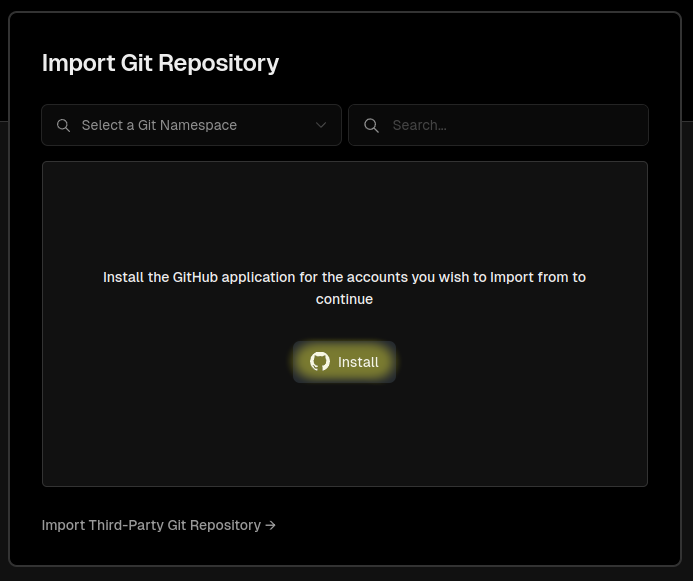 Import Git Repository
Select a Git Namespace
Search...
Install the GitHub application for the accounts you wish to Import from to
continue
Install
Import Third-Party Git Repository →